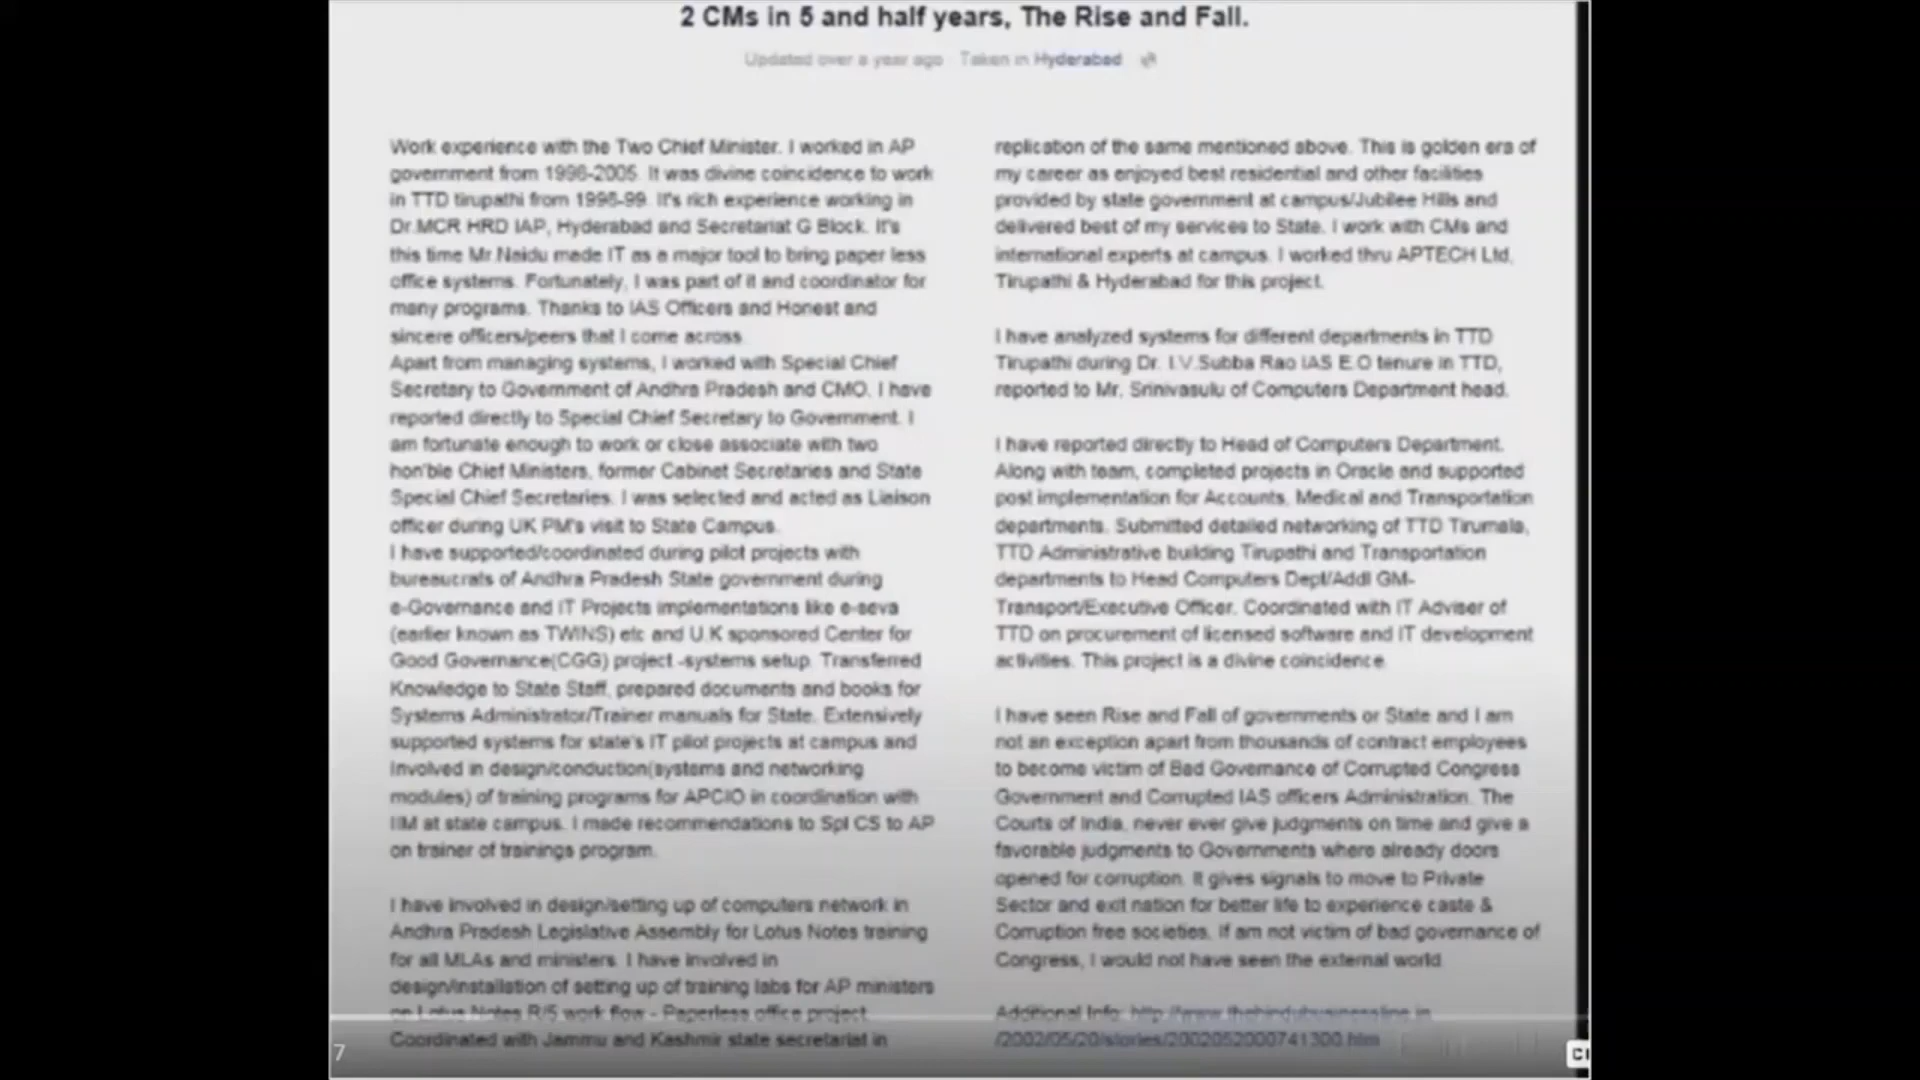 2 CMs in 5 and half years, The Rise and Fall.
Updated over a year ago Taken in Hyderabad
Work experience with the Two Chief Minister. I worked in AP
government from 1996-2005. It was divine coincidence to work
in TTD tirupathi from 1996-99. It's rich experience working in
Dr.MCR HRD IAP, Hyderabad and Secretariat G Block. It's
this time Mr.Naidu made IT as a major tool to bring paper less
office systems. Fortunately, I was part of it and coordinator for
many programs. Thanks to IAS Officers and Honest and
sincere officers/peers that I come across.
Apart from managing systems, I worked with Special Chief
Secretary to Government of Andhra Pradesh and CMO. I have
reported directly to Special Chief Secretary to Government. I
am fortunate enough to work or close associate with two
hon'ble Chief Ministers, former Cabinet Secretaries and State
Special Chief Secretaries. I was selected and acted as Liaison
officer during UK PM's visit to State Campus.
I have supported/coordinated during pilot projects with
bureaucrats of Andhra Pradesh State government during
e-Governance and IT Projects implementations like e-seva
(earlier known as TWINS) etc and U.K sponsored Center for
Good Governance(CGG) project -systems setup. Transferred
Knowledge to State Staff, prepared documents and books for
Systems Administrator/Trainer manuals for State. Extensively
supported systems for state's IT pilot projects at campus and
Involved in design/conduction(systems and networking
modules) of training programs for APCIO in coordination with
IIM at state campus. I made recommendations to Spl CS to AP
on trainer of trainings program.
I have involved in design/setting up of computers network in
Andhra Pradesh Legislative Assembly for Lotus Notes training
for all MLAs and ministers. I have involved in
design/installation of setting up of training labs for AP ministers
on Lotus Notes R/5 work flow - Paperless office project.
Coordinated with Jammu and Kashmir state secretariat in
replication of the same mentioned above. This is golden era of
my career as enjoyed best residential and other facilities
provided by state government at campus/Jubilee Hills and
delivered best of my services to State. I work with CMs and
international experts at campus. I worked thru APTECH Ltd,
Tirupathi & Hyderabad for this project.
I have analyzed systems for different departments in TTD
Tirupathi during Dr. I.V.Subba Rao IAS E.O tenure in TTD,
reported to Mr. Srinivasulu of Computers Department head.
I have reported directly to Head of Computers Department.
Along with team, completed projects in Oracle and supported
post implementation for Accounts, Medical and Transportation
departments. Submitted detailed networking of TTD Tirumala,
TTD Administrative building Tirupathi and Transportation
departments to Head Computers Dept/Addl GM-
Transport/Executive Officer. Coordinated with IT Adviser of
TTD on procurement of licensed software and IT development
activities. This project is a divine coincidence.
I have seen Rise and Fall of governments or State and I am
not an exception apart from thousands of contract employees
to become victim of Bad Governance of Corrupted Congress
Government and Corrupted IAS officers Administration. The
Courts of India, never ever give judgments on time and give a
favorable judgments to Governments where already doors
opened for corruption. It gives signals to move to Private
Sector and exit nation for better life to experience caste &
Corruption free societies. If am not victim of bad governance of
Congress, I would not have seen the external world.
Additional Info: http://www.thehindubusinessline.in
/2002/05/20/stories/2002052000741300.htm
7